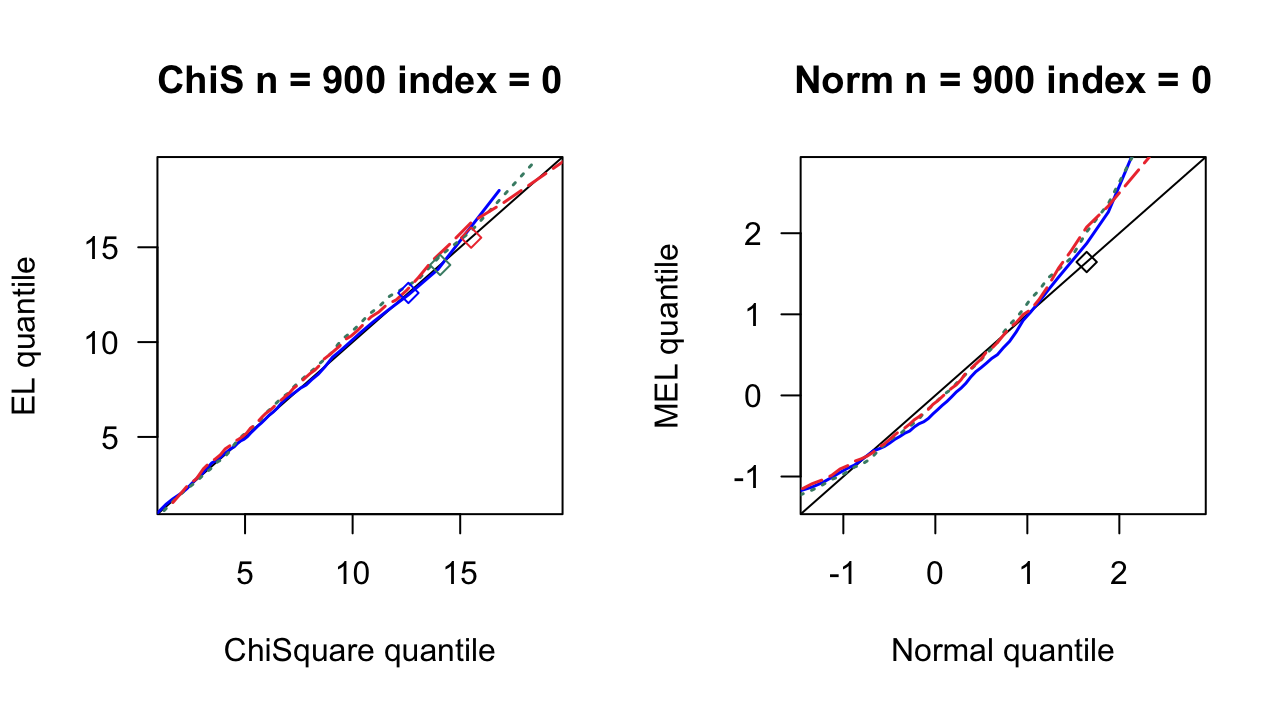 ChiS n = 900 index = 0
EL quantile
15
10
5
5 10 15
ChiSquare quantile
Norm n = 900 index = 0
MEL quantile
2
1
0
-1
-1 0 1 2
Normal quantile